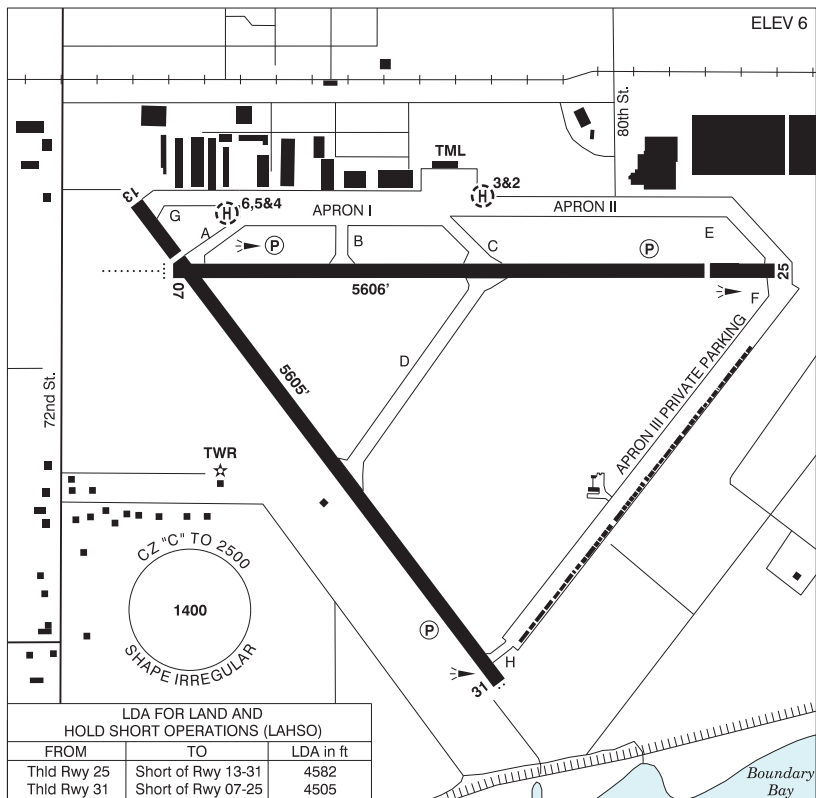 ELEV 6
80th St.
TML
3&2
H
6,5&4
H
13
G
APRON I
APRON II
A
P
B
C
P
E
07
5606'
25
F
D
5605'
72nd St.
APRON III PRIVATE PARKING
TWR
CZ "C" TO 2500
1400
SHAPE IRREGULAR
P
H
31
LDA FOR LAND AND
HOLD SHORT OPERATIONS (LAHSO)
FROM TO LDA in ft
Thld Rwy 25 Short of Rwy 13-31 4582
Thld Rwy 31 Short of Rwy 07-25 4505
Boundary
Bay